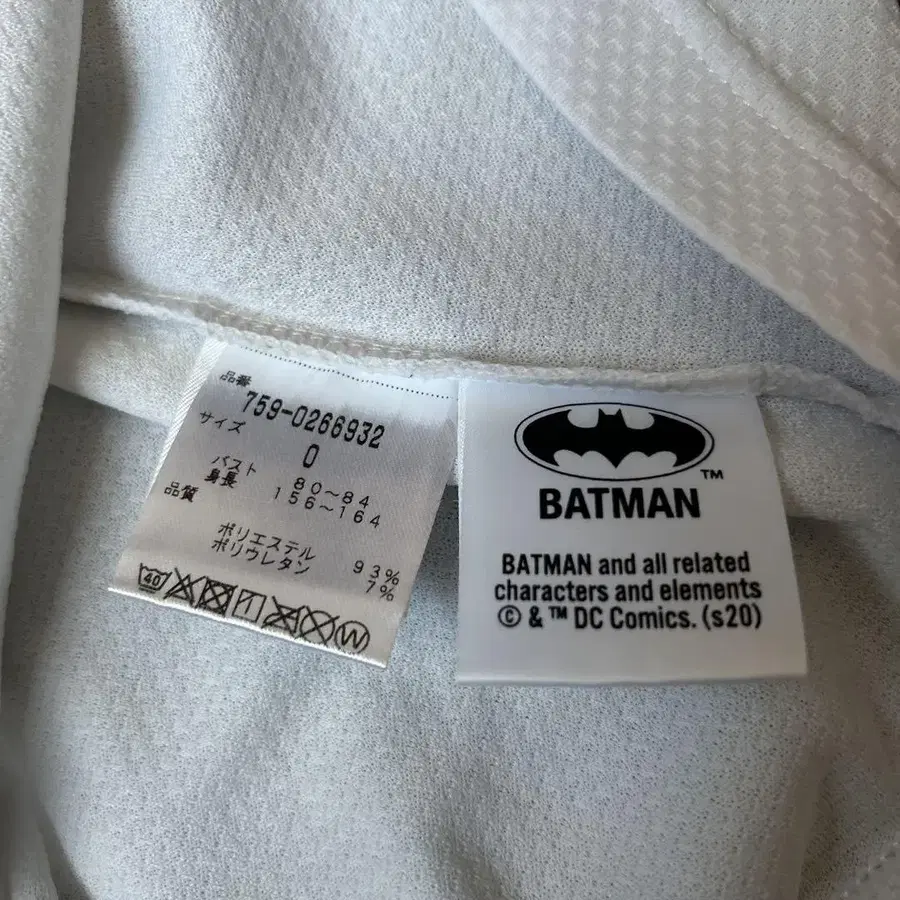 品番
759-0266932
サイズ
0
バスト 80～84
身長 156～164
品質
ポリエステル 93%
ポリウレタン 7%
40
W
BATMAN™
BATMAN and all related
characters and elements
© & ™ DC Comics. (s20)